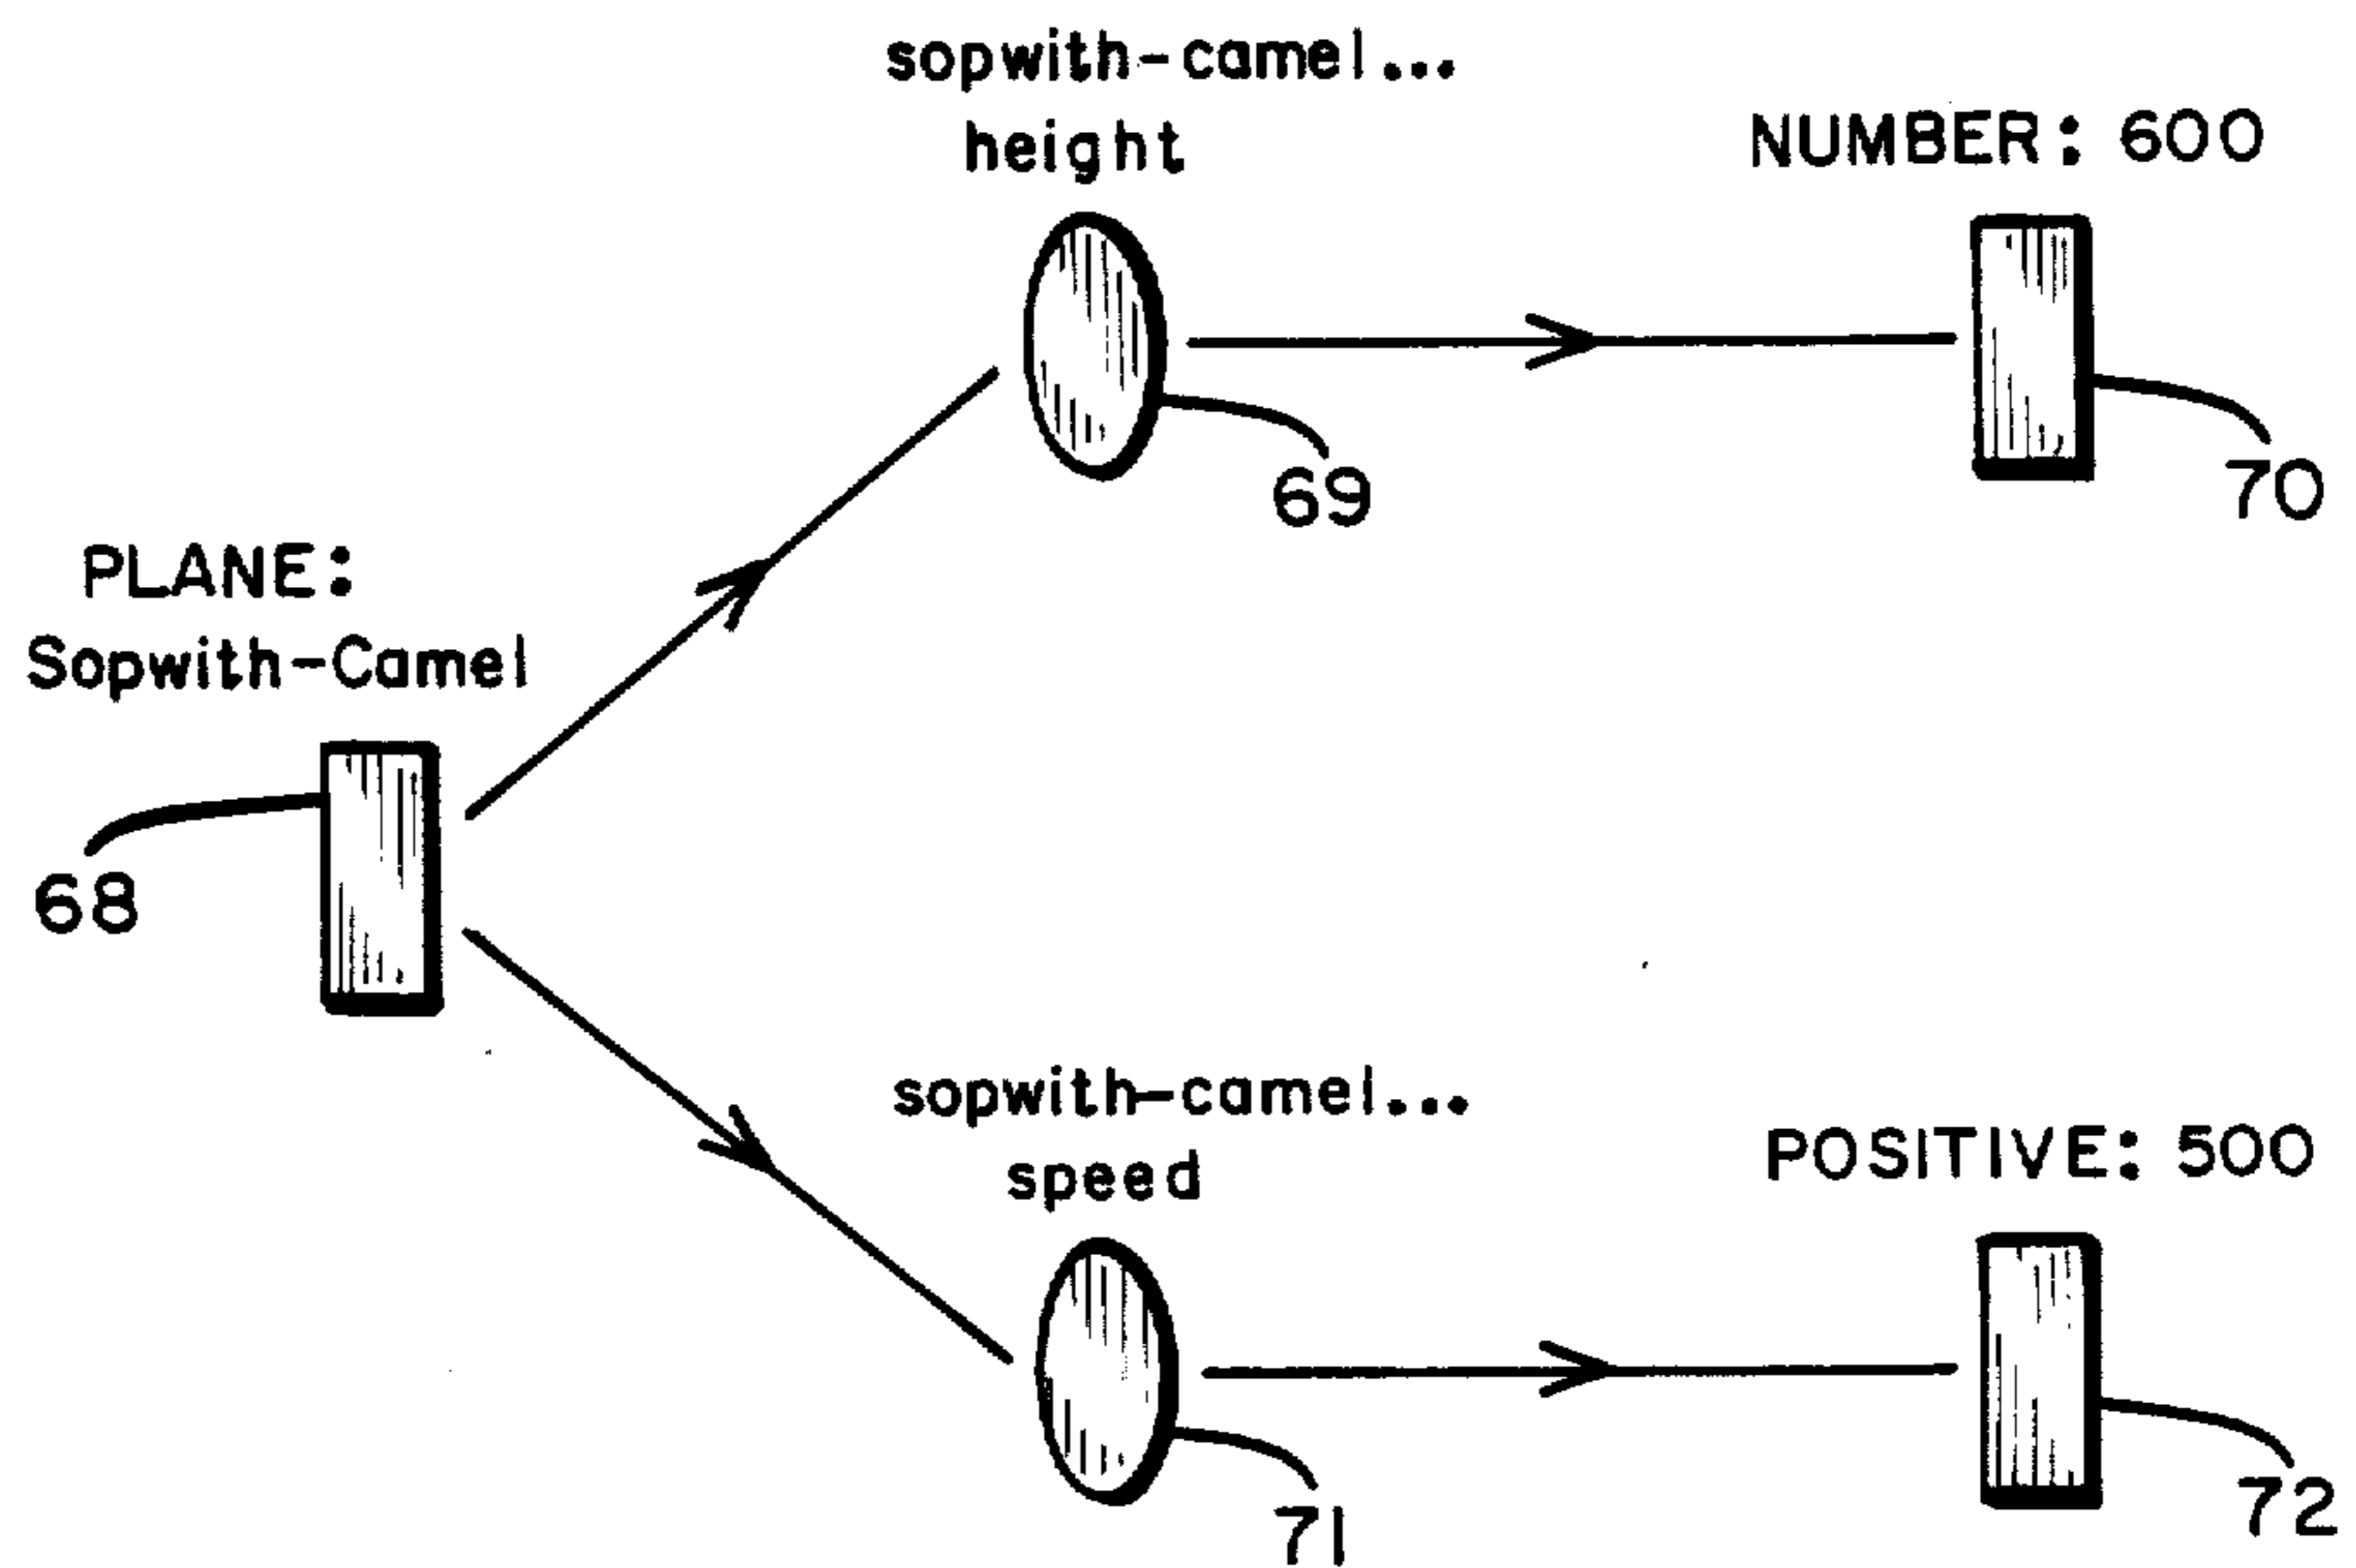 sopwith-camel...
height
NUMBER: 600
69
70
PLANE:
Sopwith-Camel
68
sopwith-camel...
speed
POSITIVE: 500
71
72